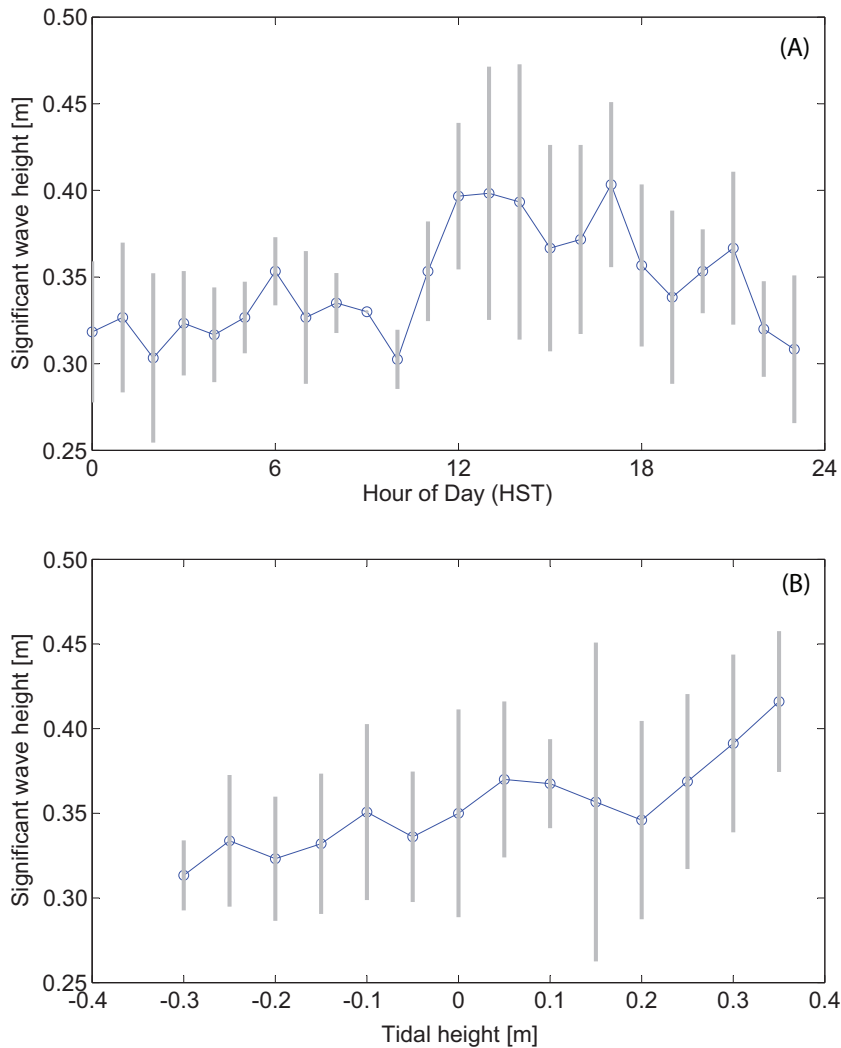 (A)
Significant wave height [m]
0.50
0.45
0.40
0.35
0.30
0.25
0 6 12 18 24
Hour of Day (HST)
(B)
Significant wave height [m]
0.50
0.45
0.40
0.35
0.30
0.25
-0.4 -0.3 -0.2 -0.1 0 0.1 0.2 0.3 0.4
Tidal height [m]